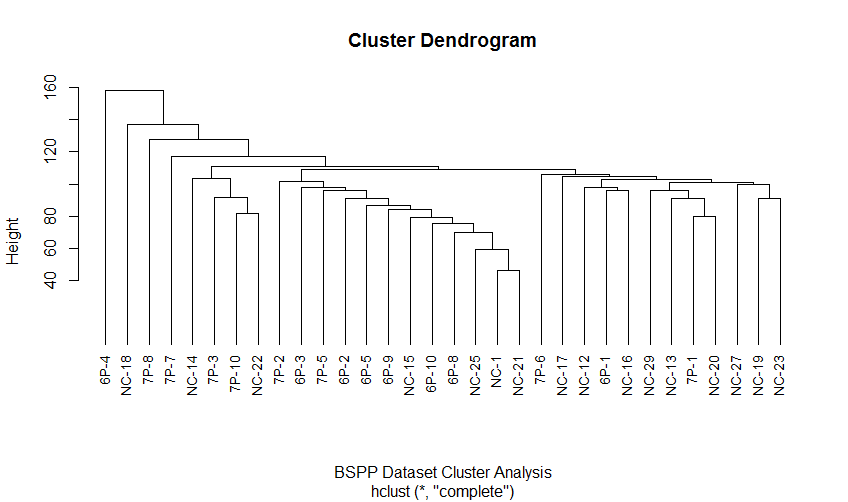 Cluster Dendrogram
Height
160
120
80
60
40
6P-4
NC-18
7P-8
7P-7
NC-14
7P-3
7P-10
NC-22
7P-2
6P-3
7P-5
6P-2
6P-5
6P-9
NC-15
6P-10
6P-8
NC-25
NC-1
NC-21
7P-6
NC-17
NC-12
6P-1
NC-16
NC-29
NC-13
7P-1
NC-20
NC-27
NC-19
NC-23
BSPP Dataset Cluster Analysis
hclust (*, "complete")